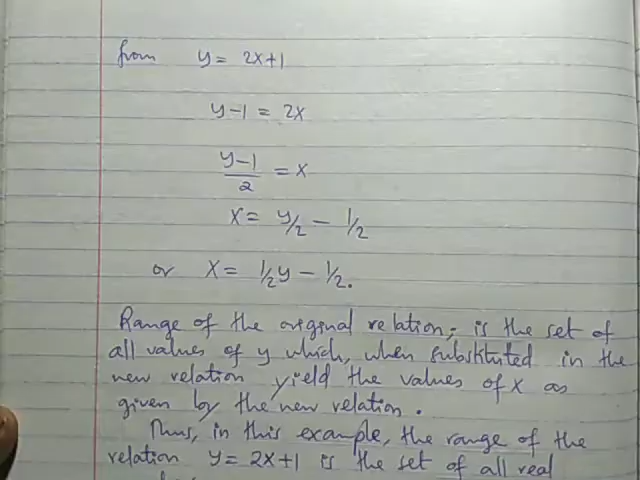 from y = 2x+1
y-1 = 2x
y-1/2 = x
x = y/2 - 1/2
or x = 1/2y - 1/2.
Range of the original relation; is the set of
all values of y which, when substituted in the
new relation yield the values of x as
given by the new relation.
Thus, in this example, the range of the
relation y = 2x+1 is the set of all real